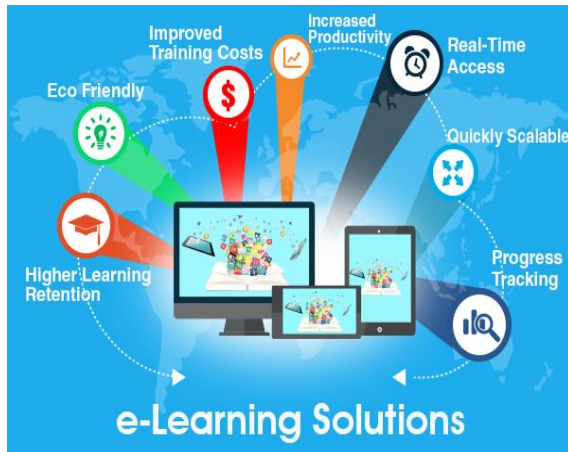 Increased
Productivity
Improved
Training Costs
Real-Time
Access
Eco Friendly
Quickly Scalable
Higher Learning
Retention
Progress
Tracking
$
e-Learning Solutions